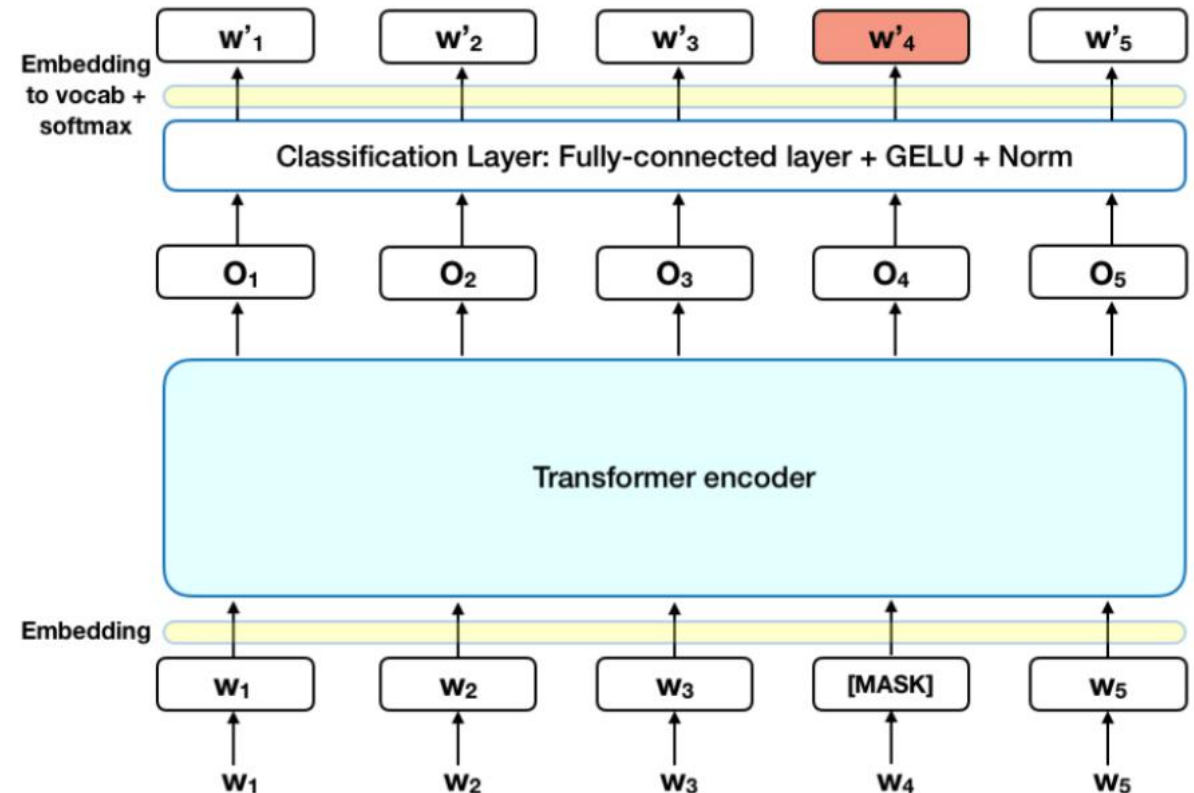 w’₁ w’₂ w’₃ w’₄ w’₅
Embedding
to vocab +
softmax
Classification Layer: Fully-connected layer + GELU + Norm
O₁ O₂ O₃ O₄ O₅
Transformer encoder
Embedding
w₁ w₂ w₃ [MASK] w₅
w₁ w₂ w₃ w₄ w₅